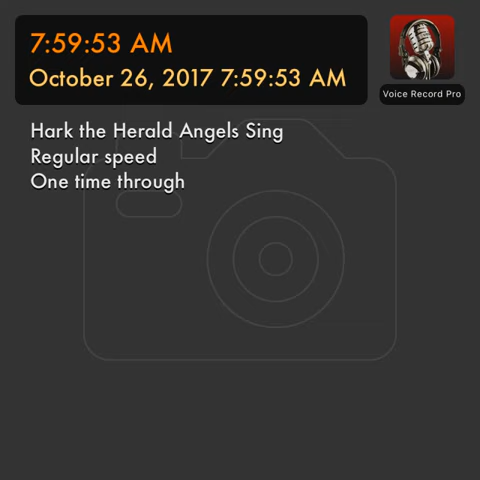 7:59:53 AM
October 26, 2017 7:59:53 AM
Voice Record Pro
Hark the Herald Angels Sing
Regular speed
One time through